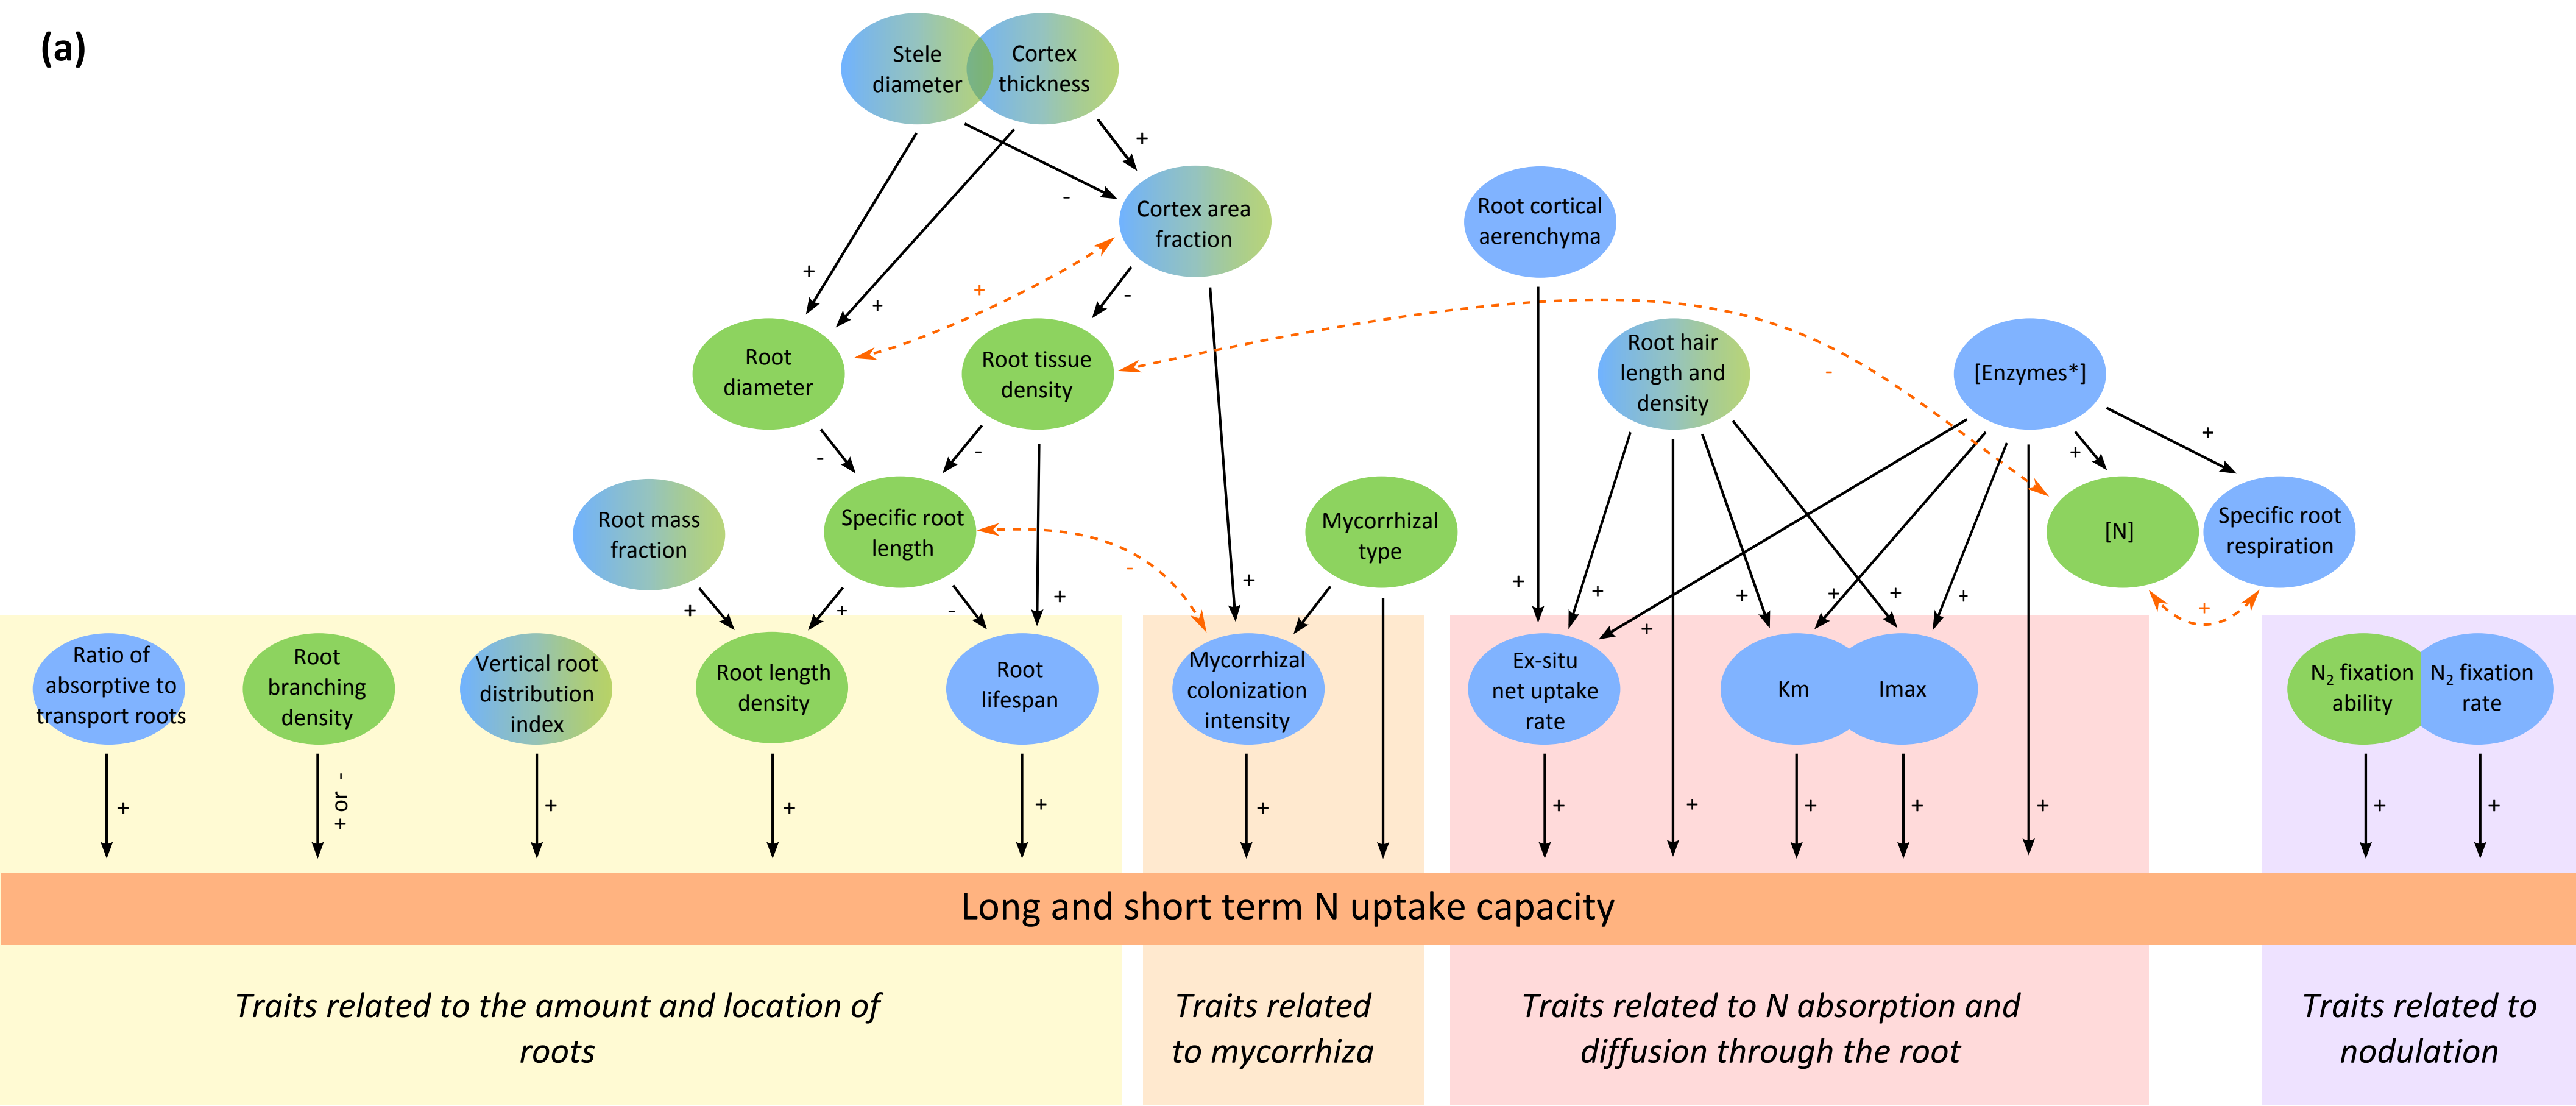 (a)
Stele
diameter
Cortex
thickness
+
-
Cortex area
fraction
Root cortical
aerenchyma
+
+
+
-
-
Root
diameter
Root tissue
density
Root hair
length and
density
[Enzymes*]
-
-
+
+
Root mass
fraction
Specific root
length
Mycorrhizal
type
[N]
Specific root
respiration
-
+
+
-
+
+
+
+
+
+
+
+
+
+
Ratio of
absorptive to
transport roots
Root
branching
density
Vertical root
distribution
index
Root length
density
Root
lifespan
Mycorrhizal
colonization
intensity
Ex-situ
net uptake
rate
Km
Imax
N2 fixation
ability
N2 fixation
rate
+
+ or -
+
+
+
+
+
+
+
+
+
+
+
Long and short term N uptake capacity
Traits related to the amount and location of
roots
Traits related
to mycorrhiza
Traits related to N absorption and
diffusion through the root
Traits related to
nodulation